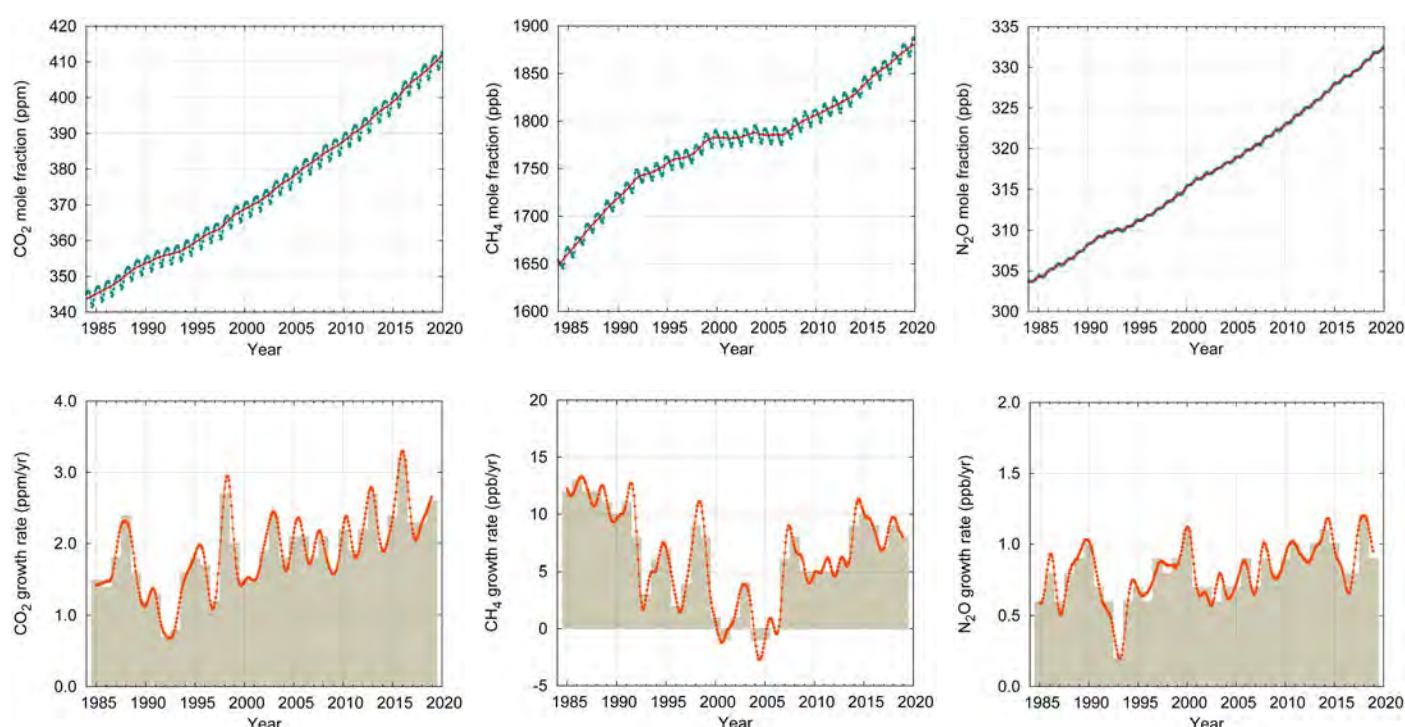 420
410
400
390
380
370
360
350
340
CO2 mole fraction (ppm)
1985 1990 1995 2000 2005 2010 2015 2020
Year
1900
1850
1800
1750
1700
1650
1600
CH4 mole fraction (ppb)
1985 1990 1995 2000 2005 2010 2015 2020
Year
335
330
325
320
315
310
305
300
N2O mole fraction (ppb)
1985 1990 1995 2000 2005 2010 2015 2020
Year
4.0
3.0
2.0
1.0
0.0
CO2 growth rate (ppm/yr)
1985 1990 1995 2000 2005 2010 2015 2020
Year
20
15
10
5
0
-5
CH4 growth rate (ppb/yr)
1985 1990 1995 2000 2005 2010 2015 2020
Year
2.0
1.5
1.0
0.5
0.0
N2O growth rate (ppb/yr)
1985 1990 1995 2000 2005 2010 2015 2020
Year